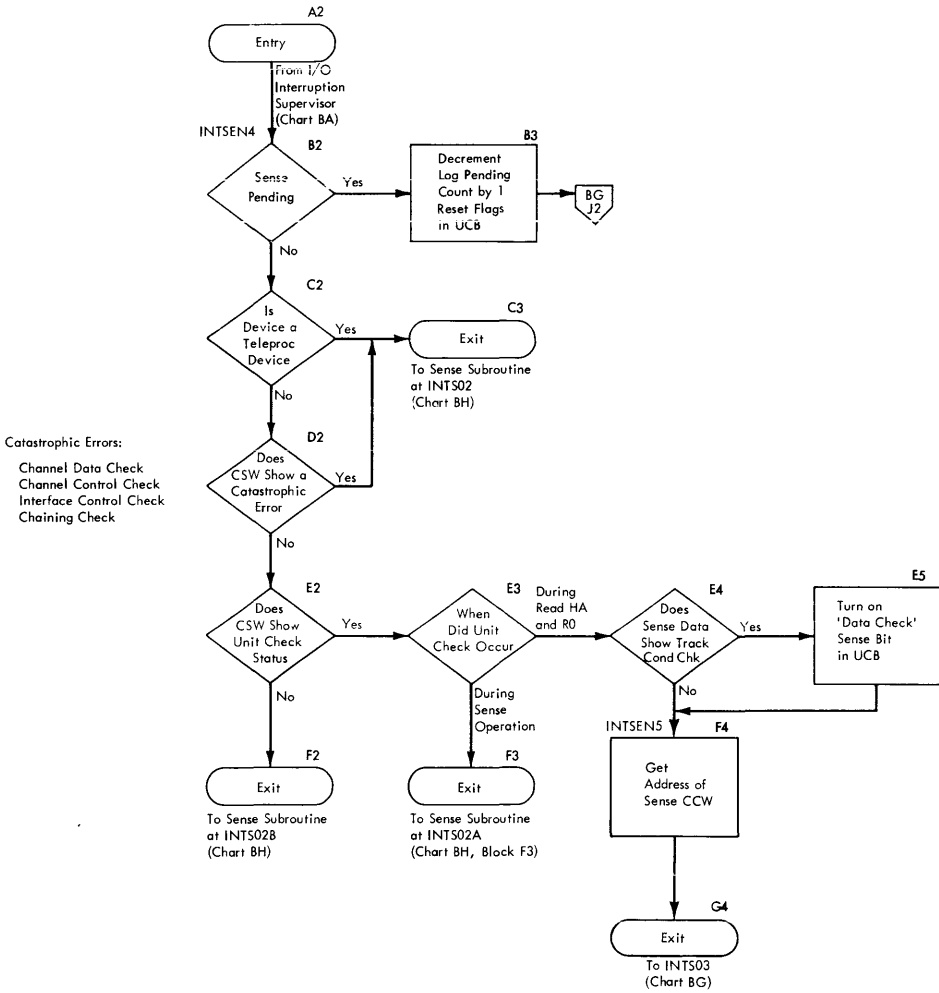 A2
Entry
From I/O
Interruption
Supervisor
(Chart BA)
INTSEN4
B2
Sense
Pending
Yes
No
B3
Decrement
Log Pending
Count by 1
Reset Flags
in UCB
BG
J2
C2
Is
Device a
Teleproc
Device
Yes
No
C3
Exit
To Sense Subroutine
at INTS02
(Chart BH)
Catastrophic Errors:
Channel Data Check
Channel Control Check
Interface Control Check
Chaining Check
D2
Does
CSW Show a
Catastrophic
Error
Yes
No
E2
Does
CSW Show
Unit Check
Status
Yes
No
E3
When
Did Unit
Check Occur
During
Read HA
and R0
During
Sense
Operation
E4
Does
Sense Data
Show Track
Cond Chk
Yes
No
E5
Turn on
'Data Check'
Sense Bit
in UCB
F2
Exit
To Sense Subroutine
at INTS02B
(Chart BH)
F3
Exit
To Sense Subroutine
at INTS02A
(Chart BH, Block F3)
INTSEN5
F4
Get
Address of
Sense CCW
G4
Exit
To INTS03
(Chart BG)